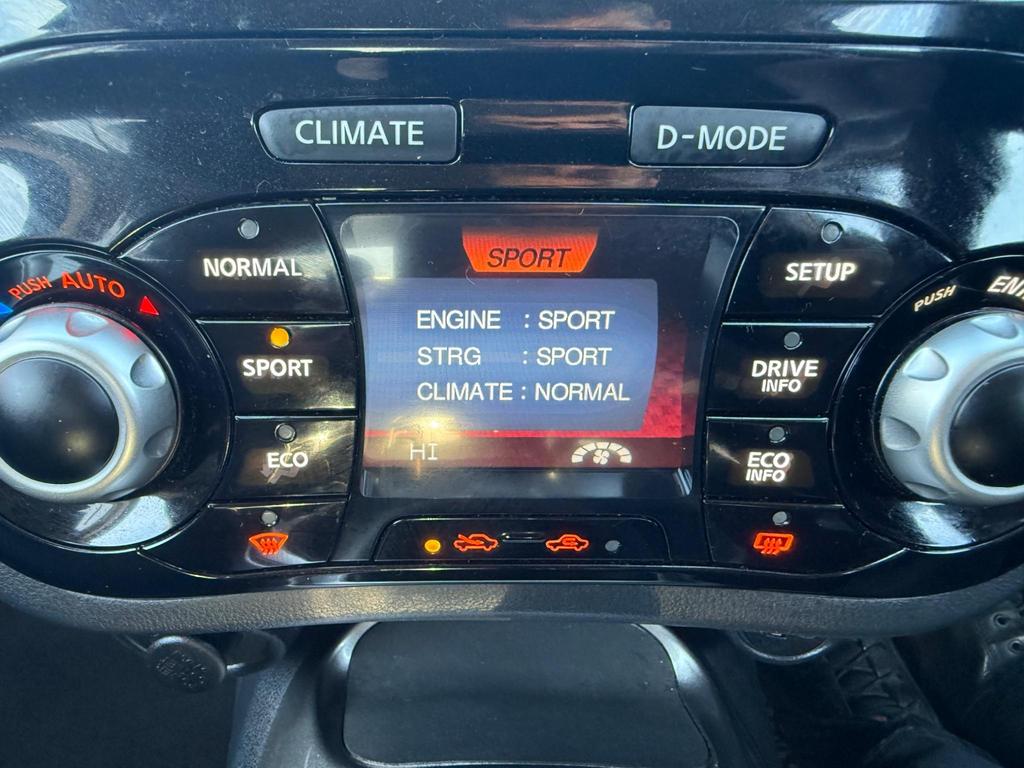 CLIMATE
D-MODE
NORMAL
SPORT
SETUP
PUSH AUTO
PUSH
ENGINE : SPORT
STRG : SPORT
CLIMATE : NORMAL
SPORT
DRIVE
INFO
ECO
HI
ECO
INFO